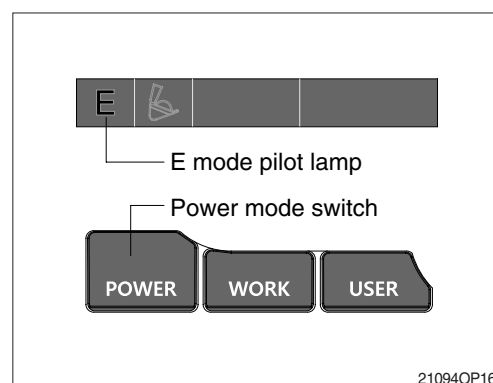 E
E mode pilot lamp
Power mode switch
POWER WORK USER
21094OP16